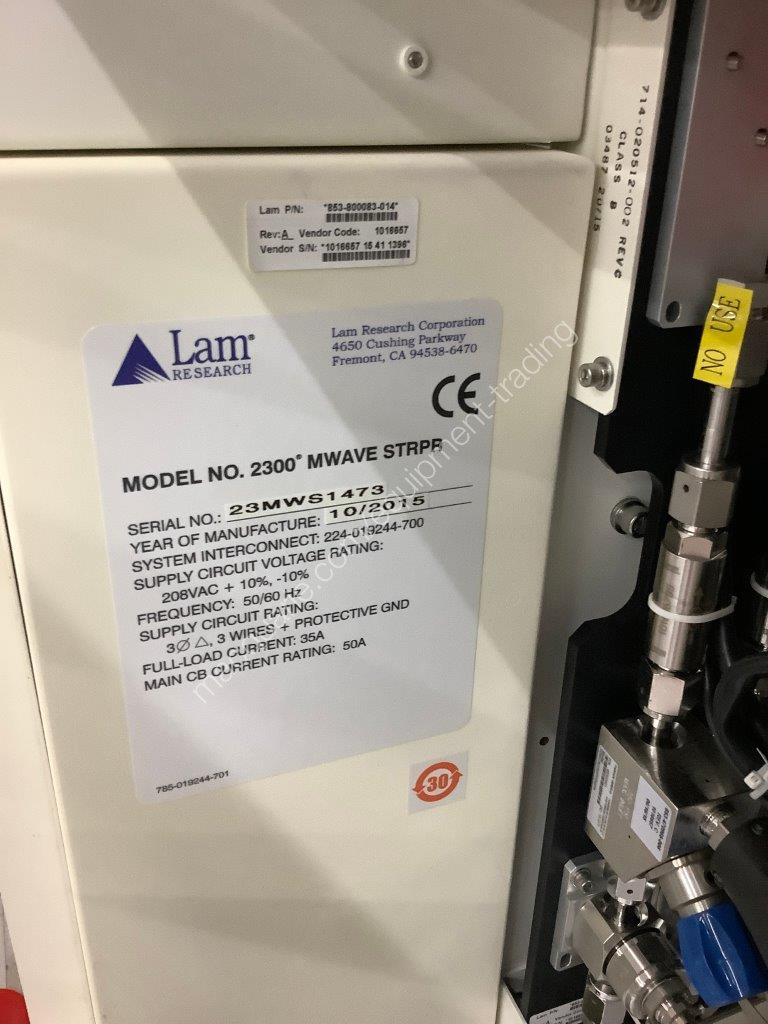 Lam P/N: *853-800083-014*
Rev: A Vendor Code: 1016657
Vendor S/N: *1016657 15 41 1396*
714-020512-002 REVC
CLASS B
03487 20/15
NO USE
Lam®
RESEARCH
Lam Research Corporation
4650 Cushing Parkway
Fremont, CA 94538-6470
CE
MODEL NO. 2300® MWAVE STRPR
SERIAL NO.: 23MWS1473
YEAR OF MANUFACTURE: 10/2015
SYSTEM INTERCONNECT: 224-019244-700
SUPPLY CIRCUIT VOLTAGE RATING:
208VAC + 10%, -10%
FREQUENCY: 50/60 Hz
SUPPLY CIRCUIT RATING:
3∅ △, 3 WIRES + PROTECTIVE GND
FULL-LOAD CURRENT: 35A
MAIN CB CURRENT RATING: 50A
785-019244-701
30